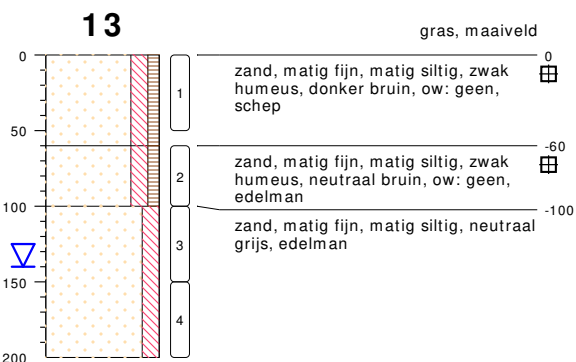 13
gras, maaiveld
0
0
zand, matig fijn, matig siltig, zwak
humeus, donker bruin, ow: geen,
schep
1
50
-60
zand, matig fijn, matig siltig, zwak
humeus, neutraal bruin, ow: geen,
edelman
2
100
-100
zand, matig fijn, matig siltig, neutraal
grijs, edelman
3
150
4
200